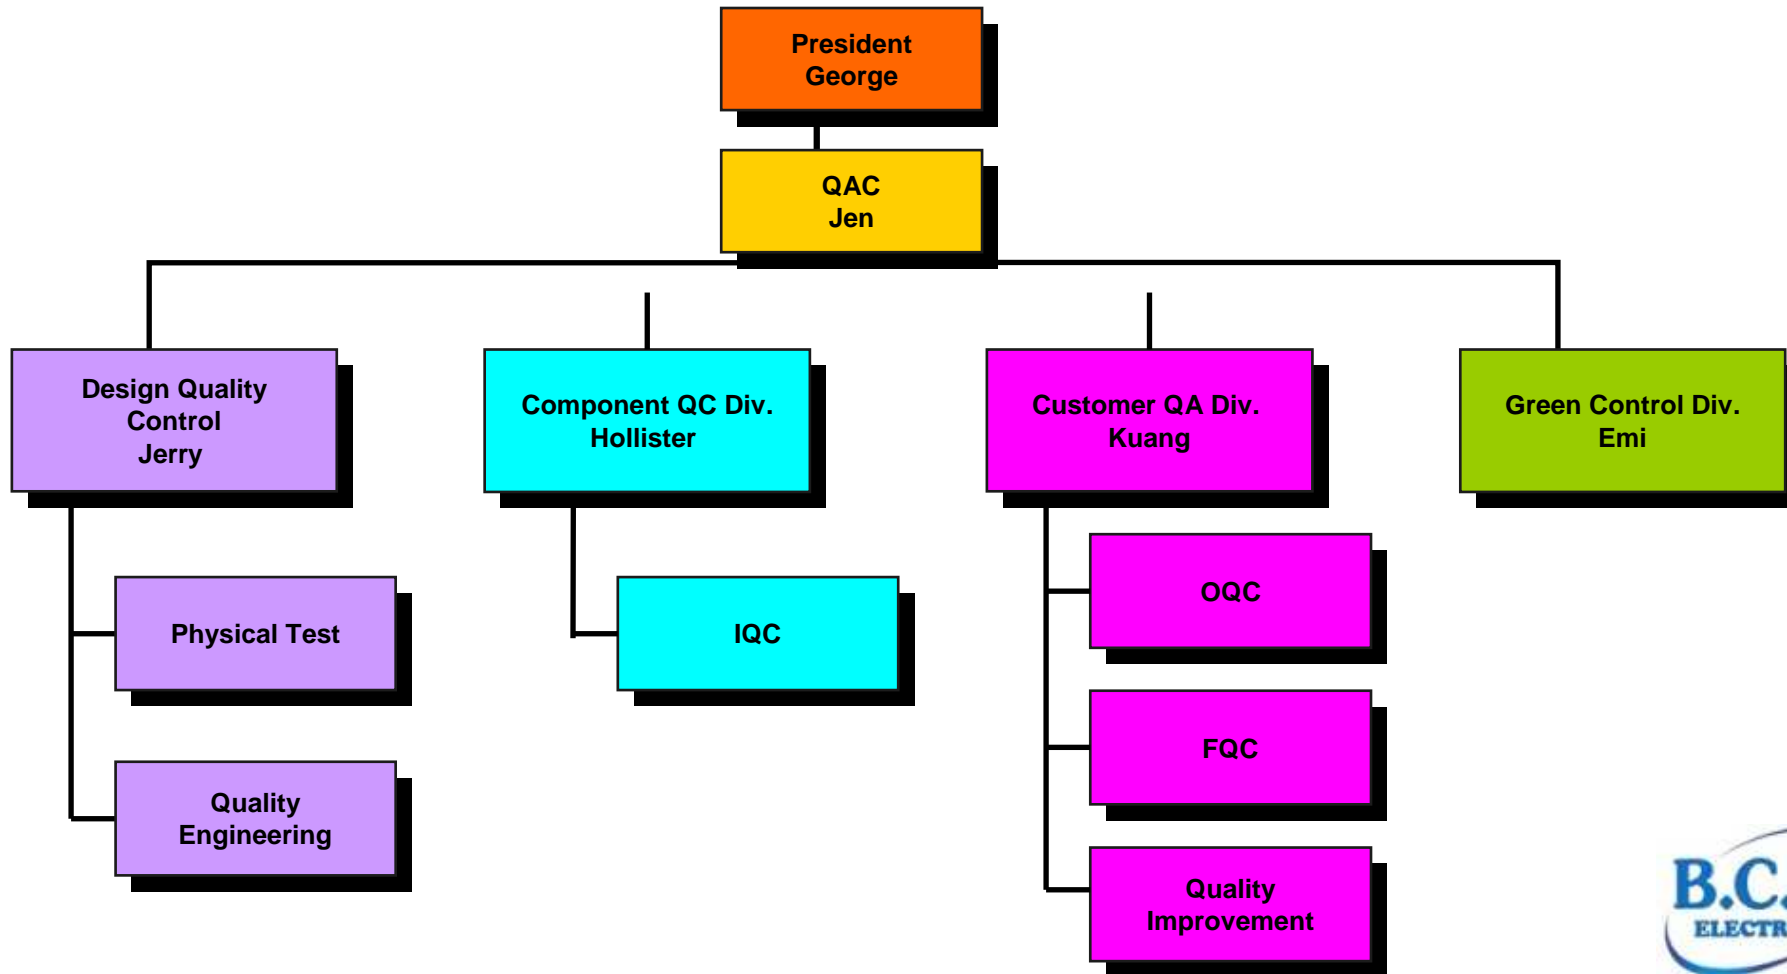 President
George
QAC
Jen
Design Quality
Control
Jerry
Component QC Div.
Hollister
Customer QA Div.
Kuang
Green Control Div.
Emi
Physical Test
IQC
OQC
FQC
Quality
Engineering
Quality
Improvement
B.C.